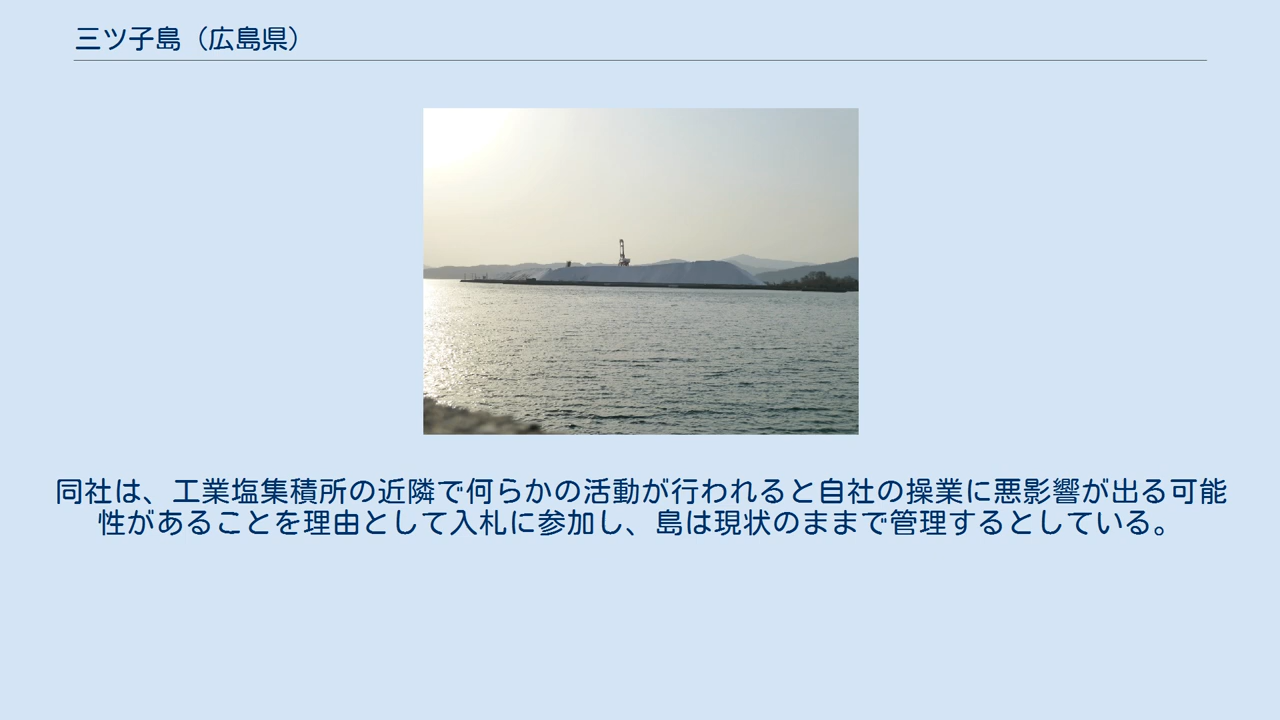 三ツ子島（広島県）
同社は、工業塩集積所の近隣で何らかの活動が行われると自社の操業に悪影響が出る可能
性があることを理由として入札に参加し、島は現状のままで管理するとしている。